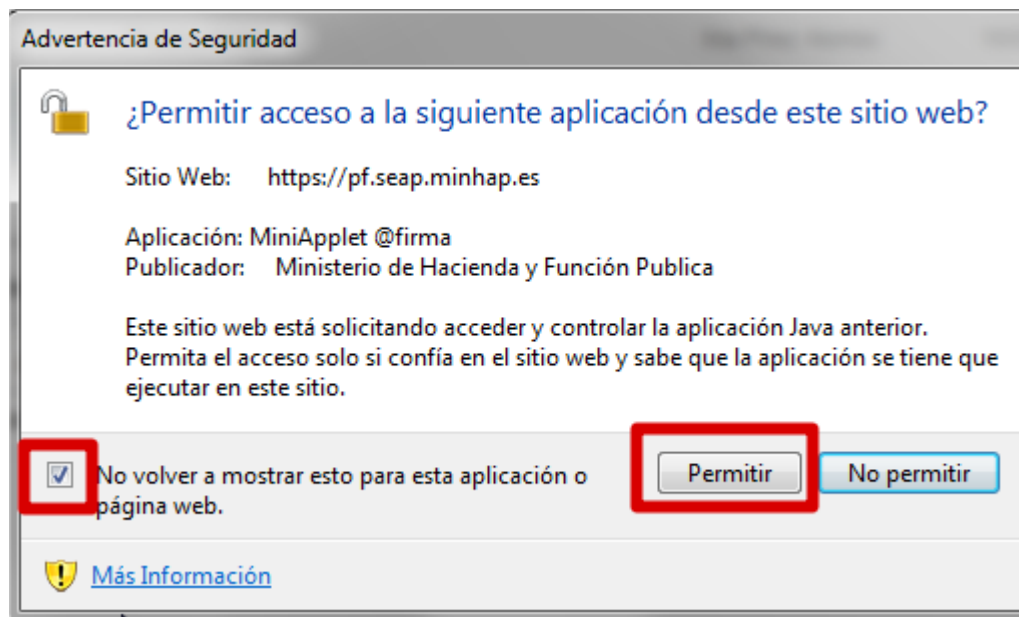 Advertencia de Seguridad
¿Permitir acceso a la siguiente aplicación desde este sitio web?
Sitio Web: https://pf.seap.minhap.es
Aplicación: MiniApplet @firma
Publicador: Ministerio de Hacienda y Función Publica
Este sitio web está solicitando acceder y controlar la aplicación Java anterior.
Permita el acceso solo si confía en el sitio web y sabe que la aplicación se tiene que
ejecutar en este sitio.
No volver a mostrar esto para esta aplicación o
página web.
Permitir
No permitir
Más Información